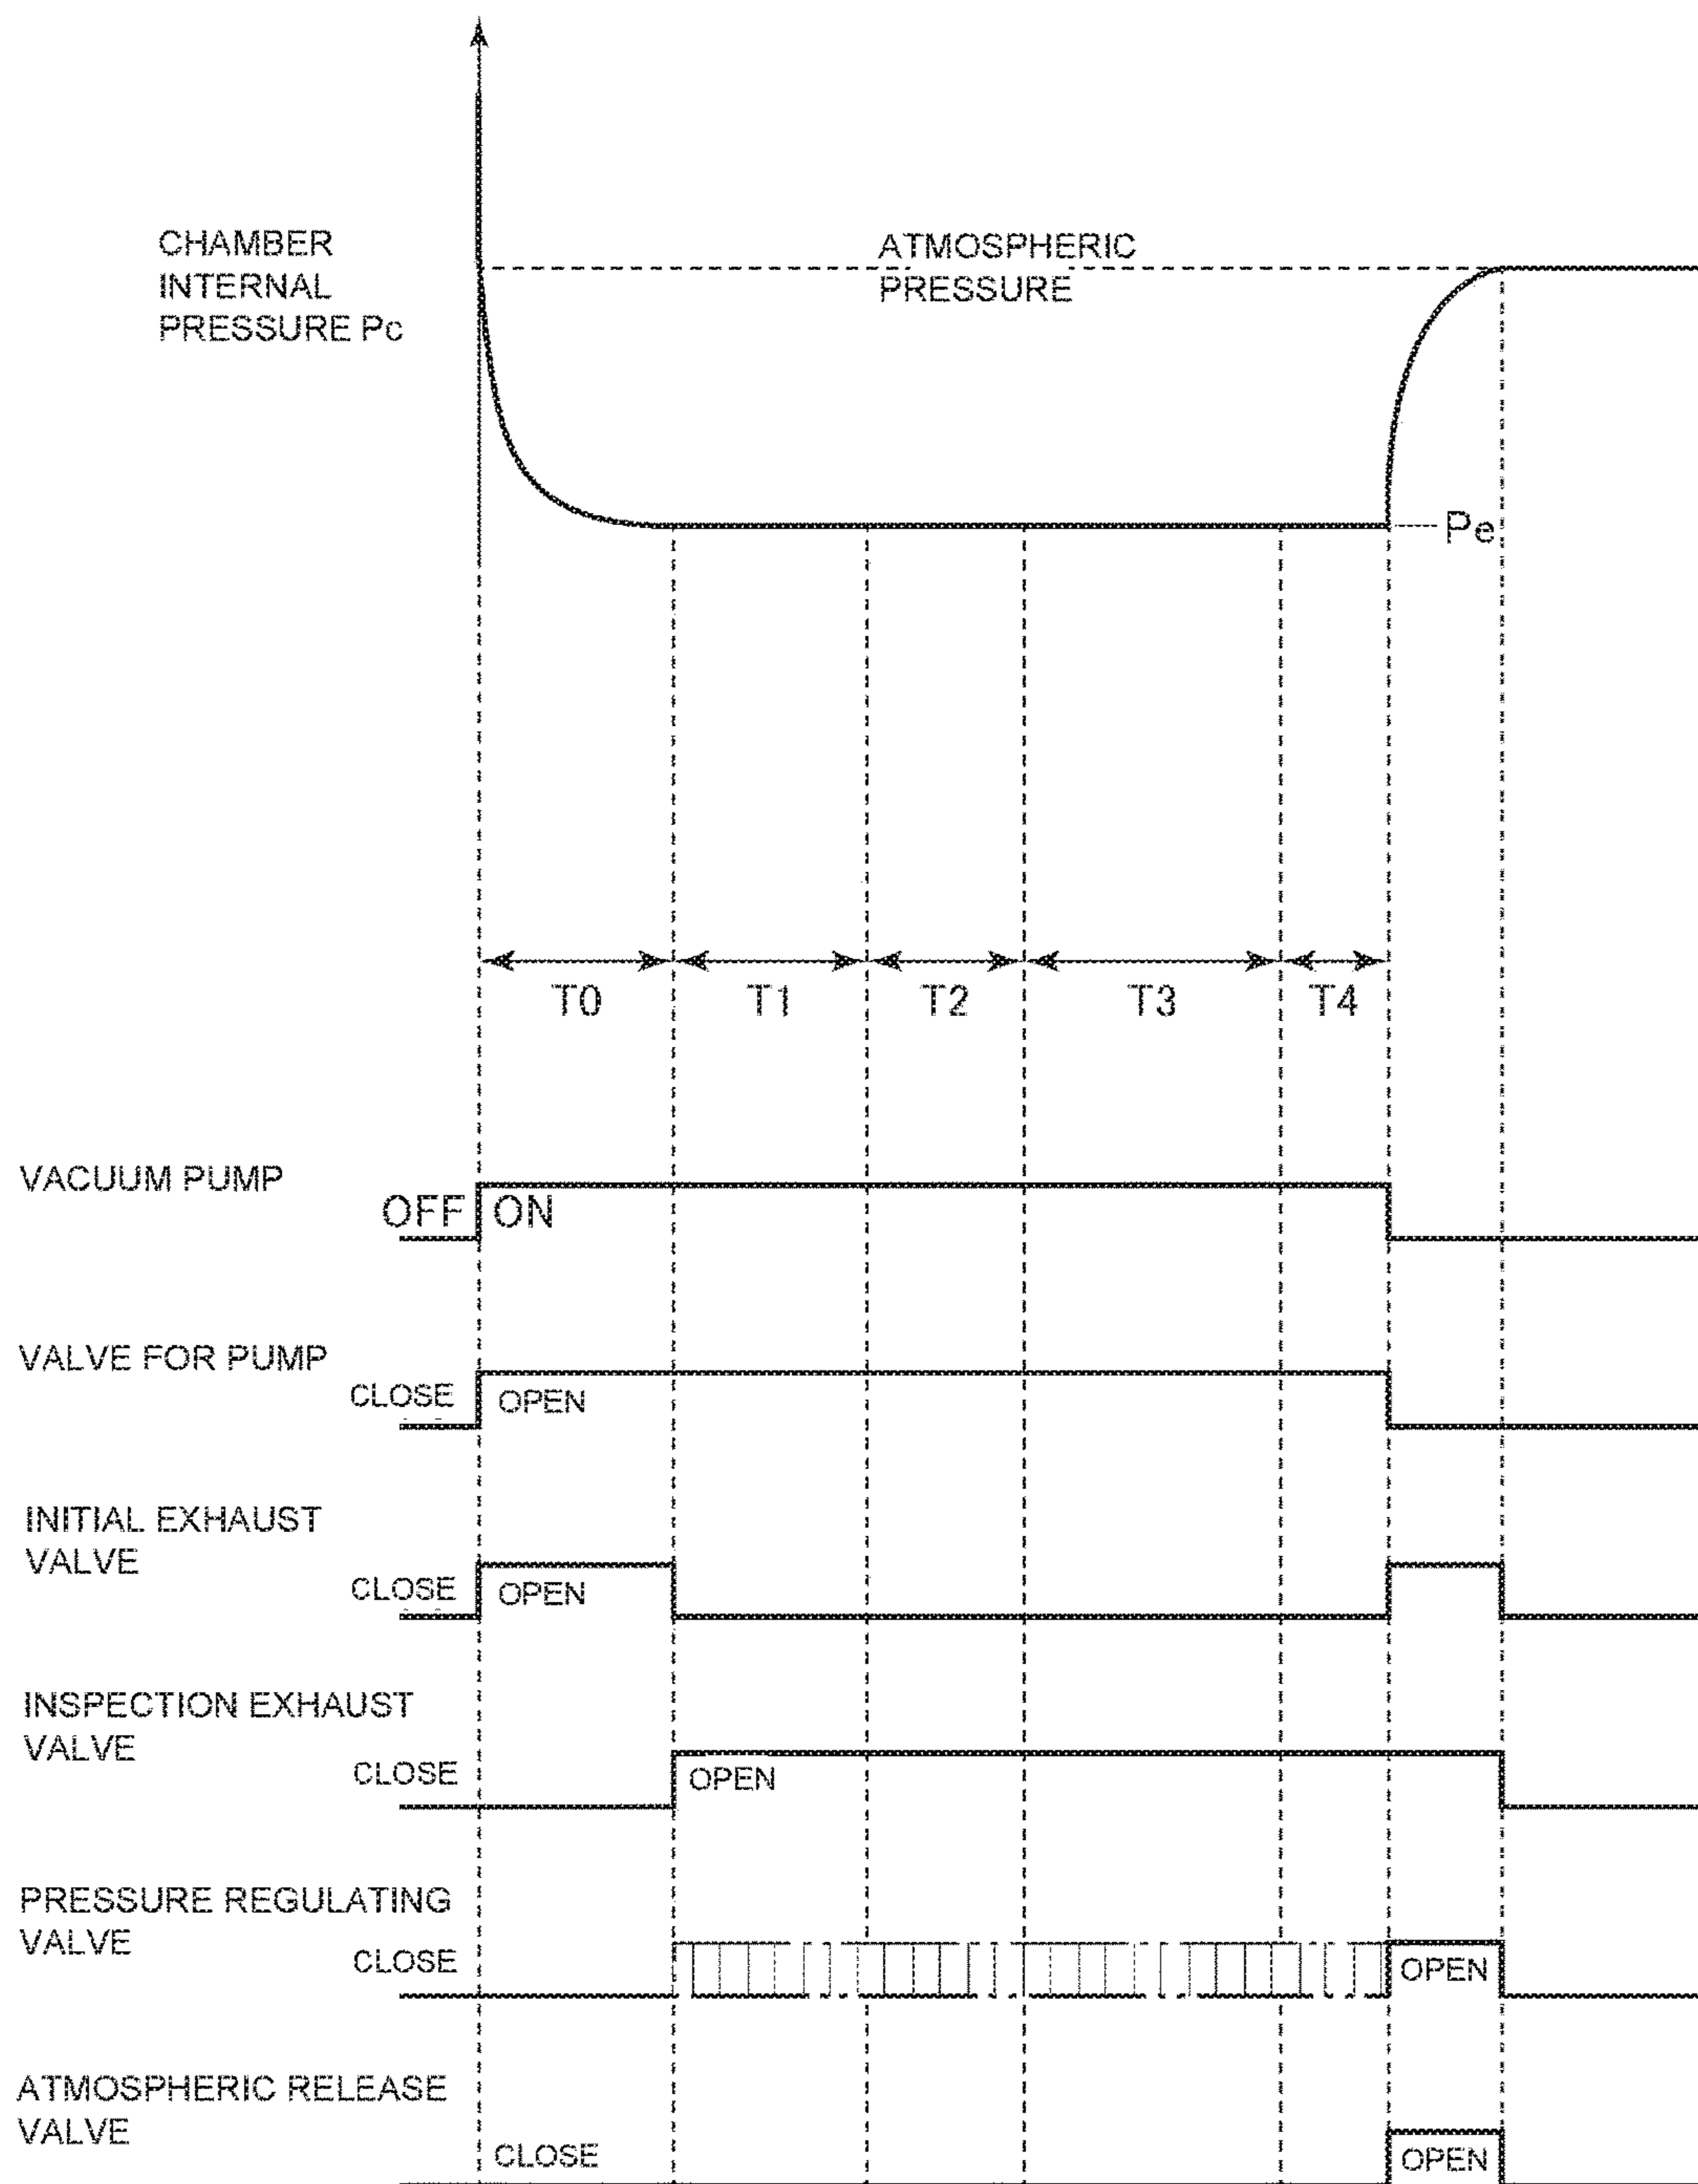 CHAMBER
INTERNAL
PRESSURE Pc
ATMOSPHERIC
PRESSURE
Pe
T0 T1 T2 T3 T4
VACUUM PUMP
OFF ON
VALVE FOR PUMP
CLOSE OPEN
INITIAL EXHAUST
VALVE
CLOSE OPEN
INSPECTION EXHAUST
VALVE
CLOSE OPEN
PRESSURE REGULATING
VALVE
CLOSE OPEN
ATMOSPHERIC RELEASE
VALVE
CLOSE OPEN